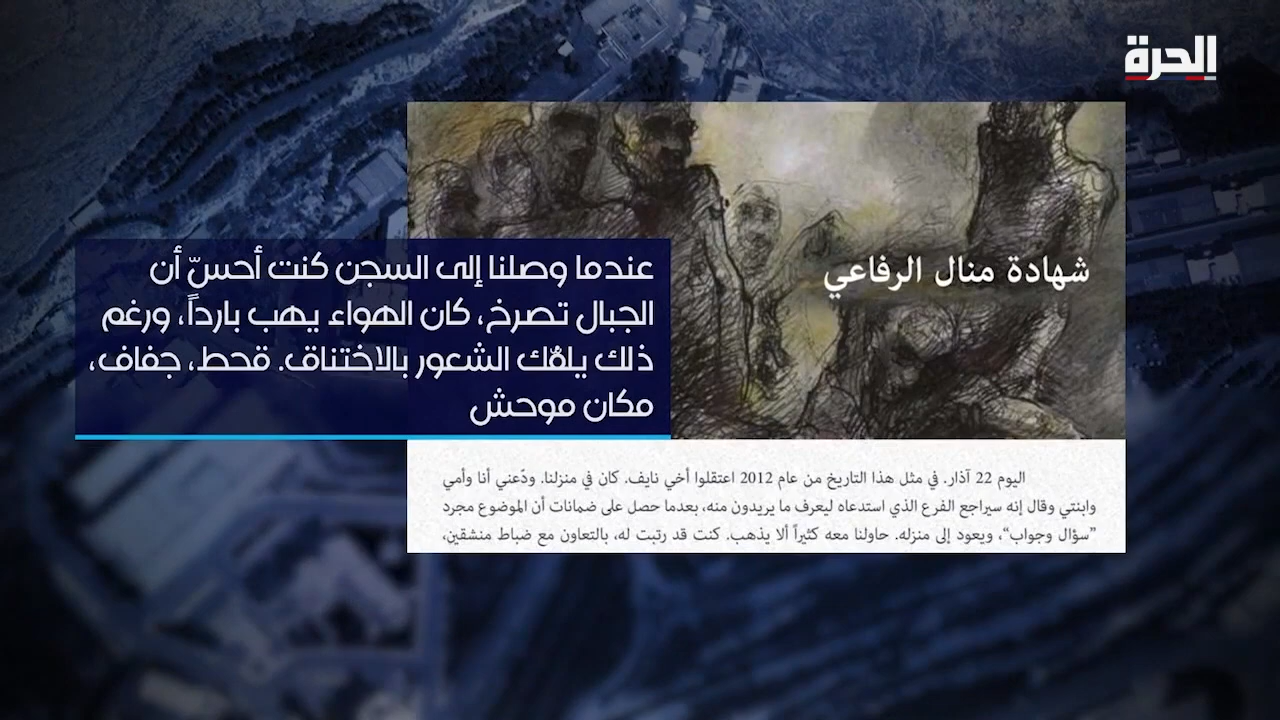 الحرة
شهادة منال الرفاعي
عندما وصلنا إلى السجن كنت أحسّ أن
الجبال تصرخ، كان الهواء يهب بارداً، ورغم
ذلك يلفّك الشعور بالاختناق. قحط، جفاف،
مكان موحش
اليوم 22 آذار. في مثل هذا التاريخ من عام 2012 اعتقلوا أخي نايف. كان في منزلنا. ودّعني أنا وأمي
وابنتي وقال إنه سيراجع الفرع الذي استدعاه ليعرف ما يريدون منه، بعدما حصل على ضمانات أن الموضوع مجرد
”سؤال وجواب“، ويعود إلى منزله. حاولنا معه كثيراً ألا يذهب. كنت قد رتبت له، بالتعاون مع ضباط منشقين،